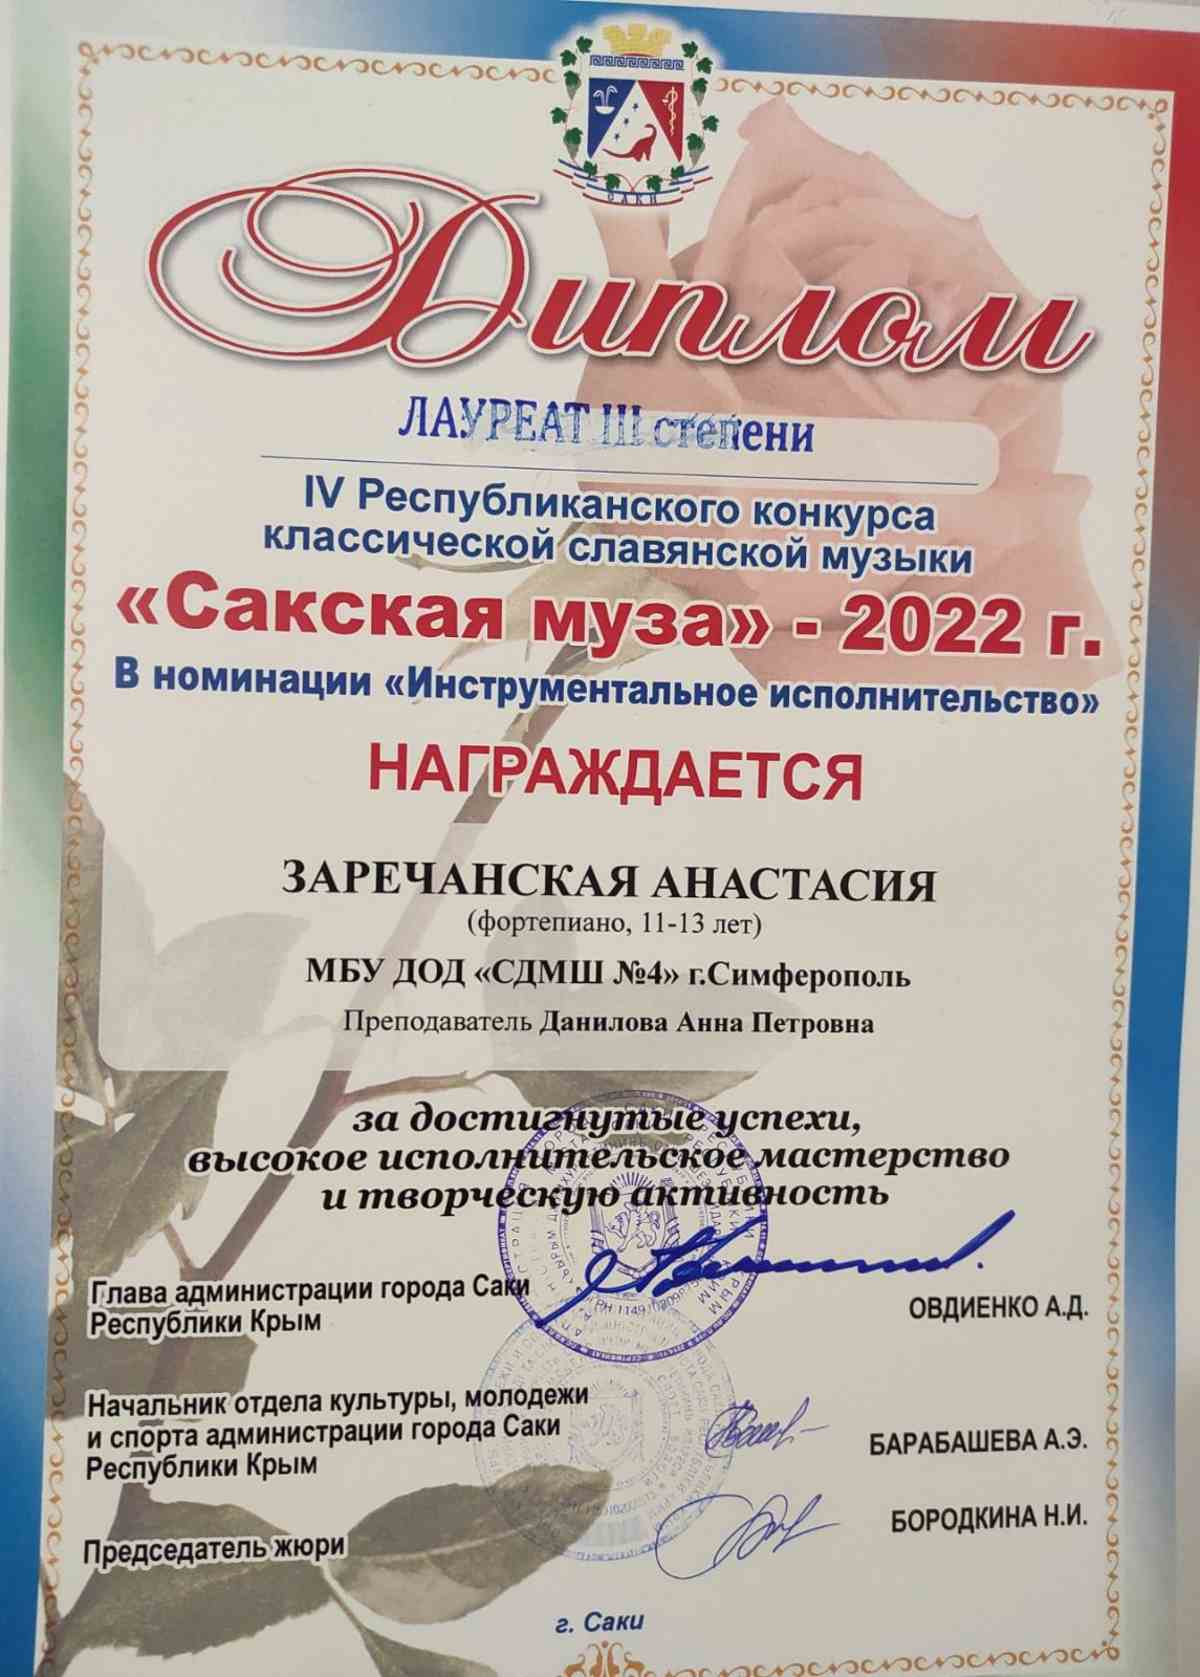 САКИ
Диплом
ЛАУРЕАТ III степени
IV Республиканского конкурса
классической славянской музыки
«Сакская муза» - 2022 г.
В номинации «Инструментальное исполнительство»
НАГРАЖДАЕТСЯ
ЗАРЕЧАНСКАЯ АНАСТАСИЯ
(фортепиано, 11-13 лет)
МБУ ДОД «СДМШ №4» г.Симферополь
Преподаватель Данилова Анна Петровна
за достигнутые успехи,
высокое исполнительское мастерство
и творческую активность
Глава администрации города Саки
Республики Крым
ОВДИЕНКО А.Д.
Начальник отдела культуры, молодежи
и спорта администрации города Саки
Республики Крым
БАРАБАШЕВА А.Э.
Председатель жюри
БОРОДКИНА Н.И.
г. Саки